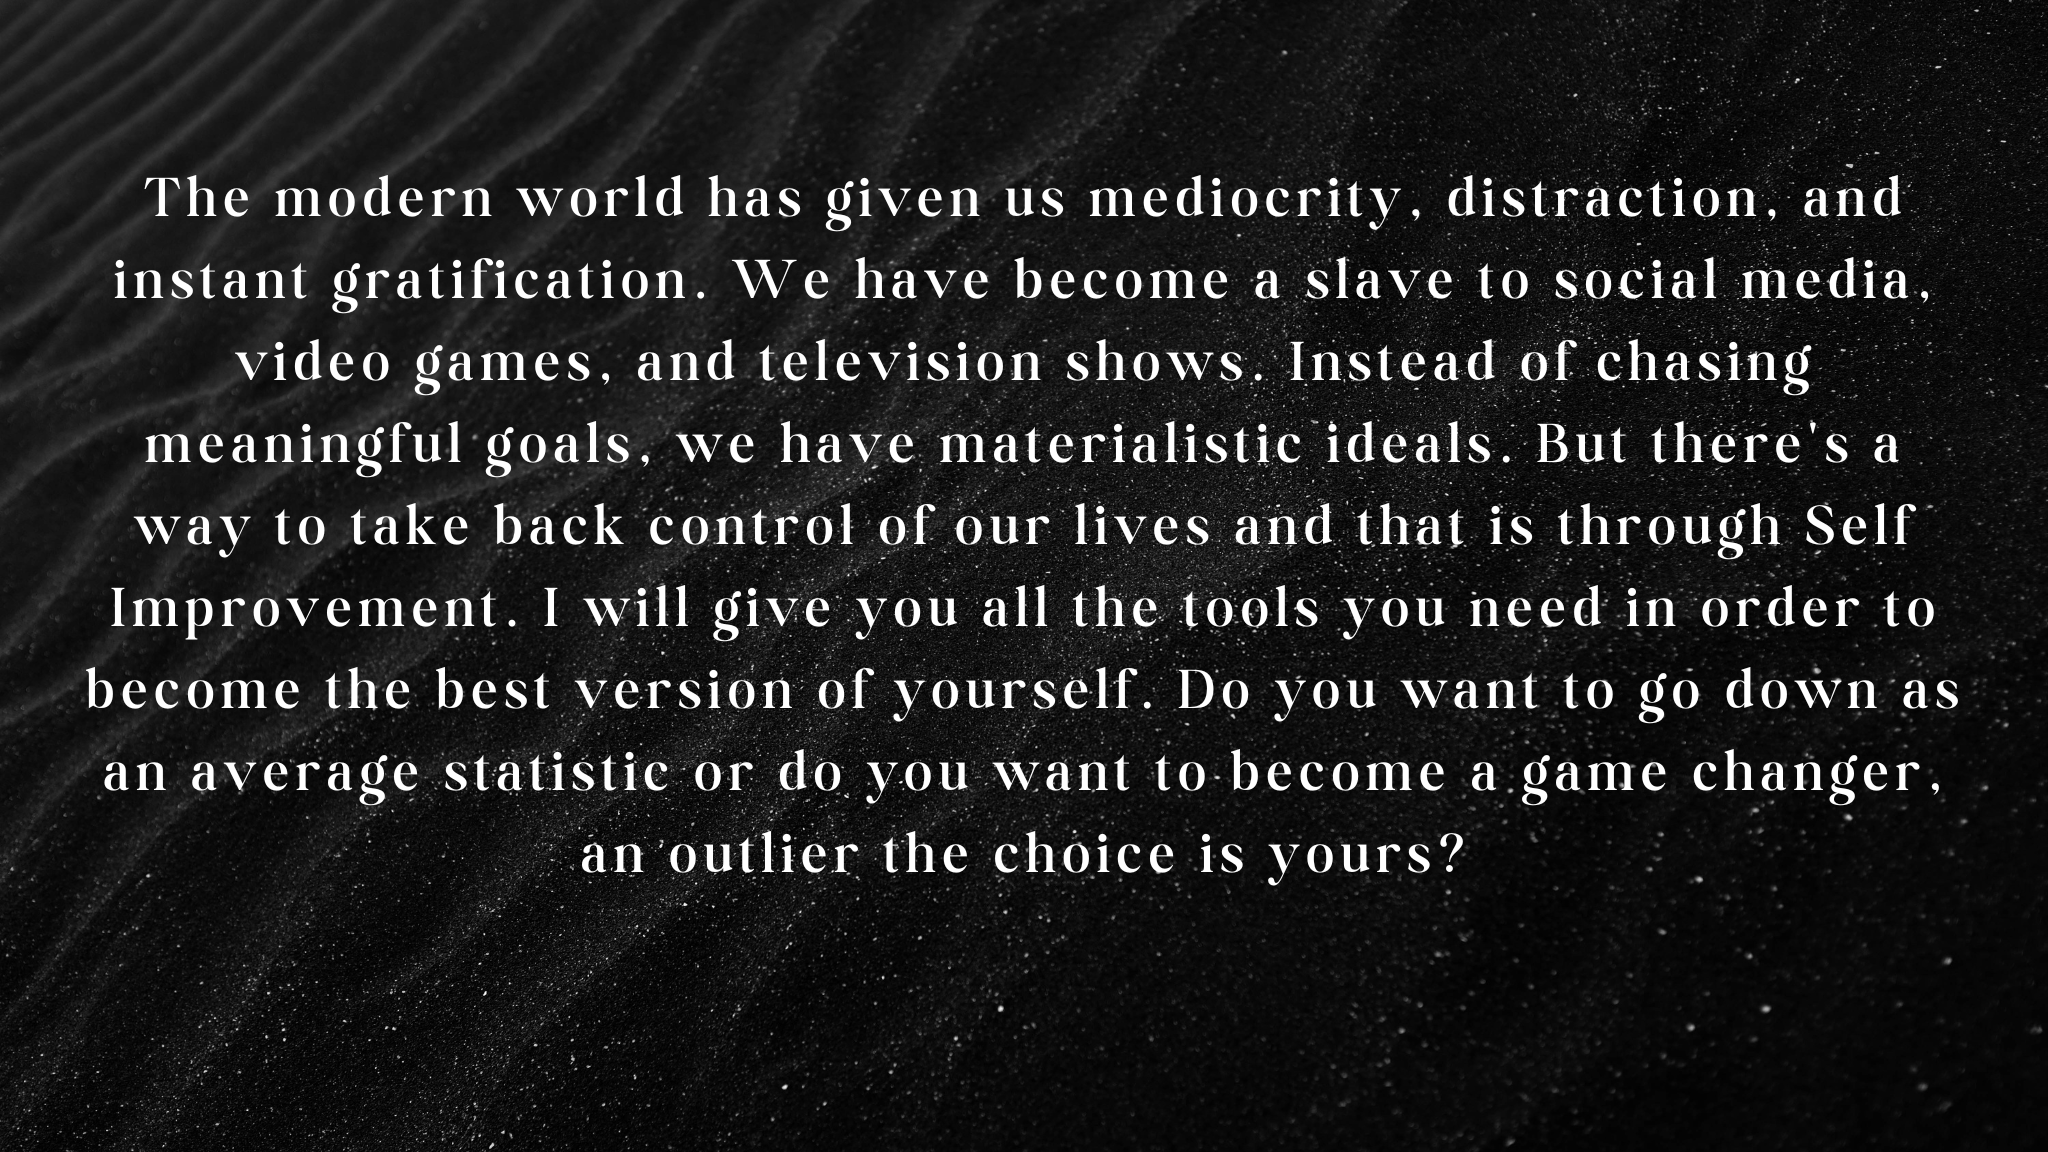 The modern world has given us mediocrity, distraction, and
instant gratification. We have become a slave to social media,
video games, and television shows. Instead of chasing
meaningful goals, we have materialistic ideals. But there's a
way to take back control of our lives and that is through Self
Improvement. I will give you all the tools you need in order to
become the best version of yourself. Do you want to go down as
an average statistic or do you want to become a game changer,
an outlier the choice is yours?